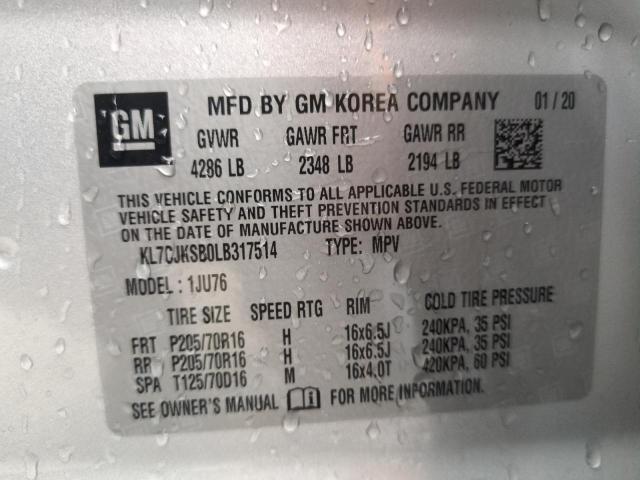 GM MFD BY GM KOREA COMPANY 01 / 20
GVWR GAWR FRT GAWR RR
4286 LB 2348 LB 2194 LB
THIS VEHICLE CONFORMS TO ALL APPLICABLE U.S. FEDERAL MOTOR
VEHICLE SAFETY AND THEFT PREVENTION STANDARDS IN EFFECT
ON THE DATE OF MANUFACTURE SHOWN ABOVE.
KL7CJKSB0LB317514 TYPE: MPV
MODEL : 1JU76
TIRE SIZE SPEED RTG RIM COLD TIRE PRESSURE
FRT P205/70R16 H 16x6.5J 240KPA, 35 PSI
RR P205/70R16 H 16x6.5J 240KPA, 35 PSI
SPA T125/70D16 M 16x4.0T 420KPA, 60 PSI
SEE OWNER'S MANUAL FOR MORE INFORMATION.